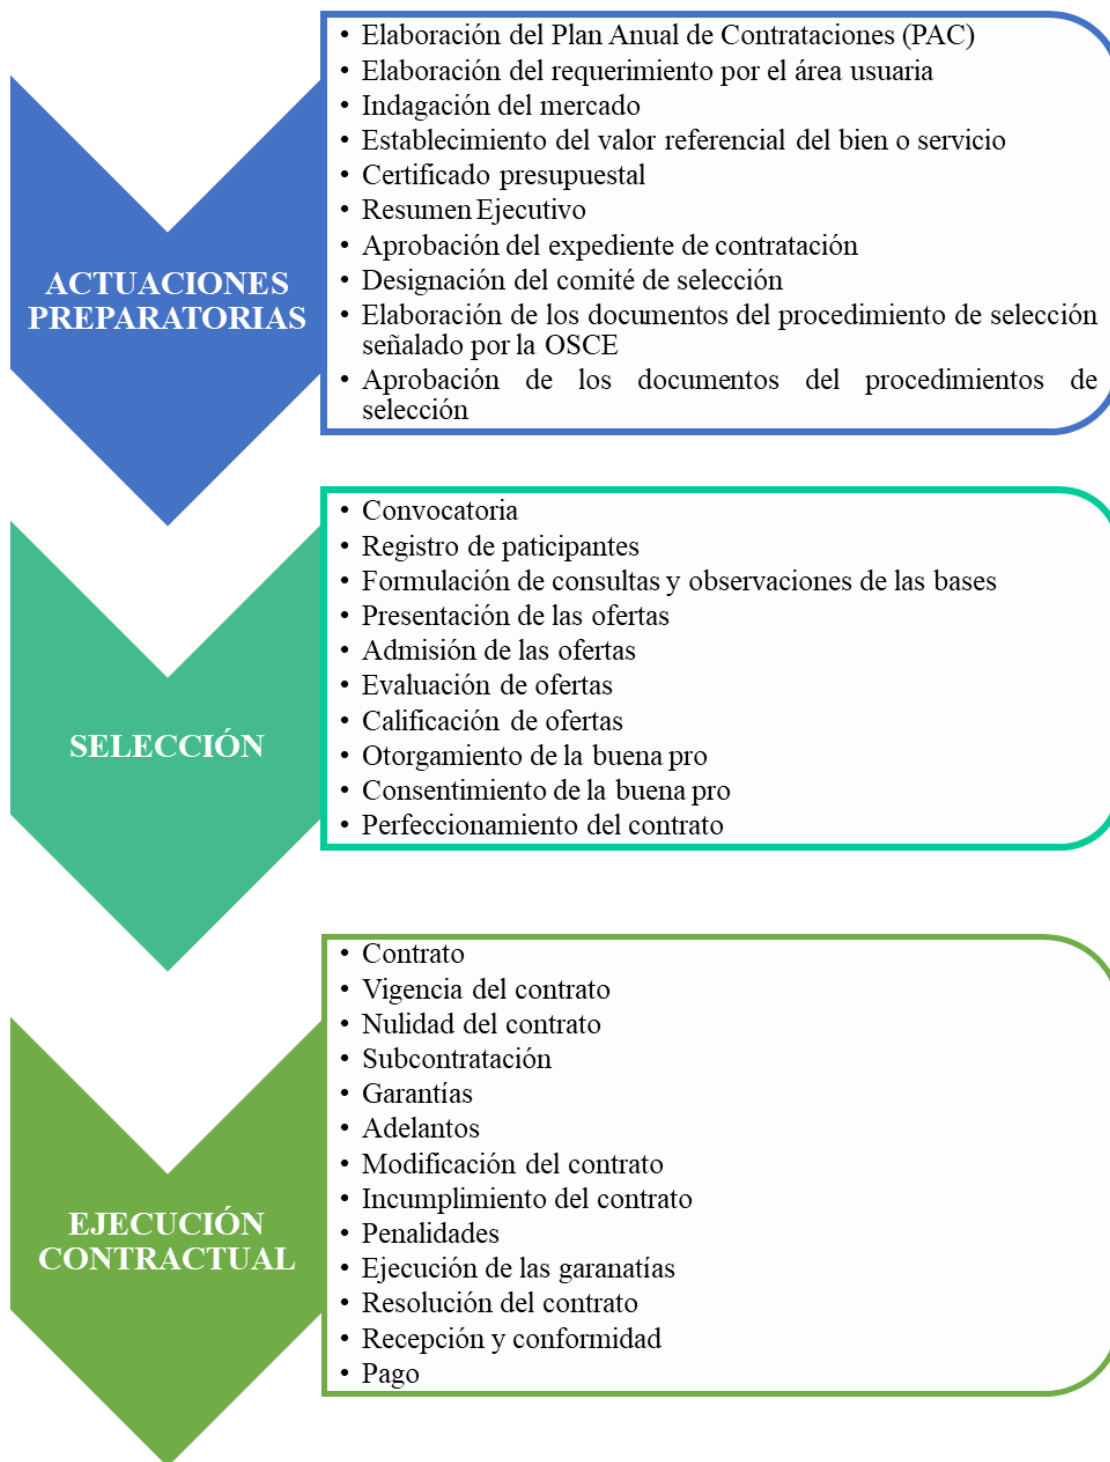 ACTUACIONES
PREPARATORIAS
• Elaboración del Plan Anual de Contrataciones (PAC)
• Elaboración del requerimiento por el área usuaria
• Indagación del mercado
• Establecimiento del valor referencial del bien o servicio
• Certificado presupuestal
• Resumen Ejecutivo
• Aprobación del expediente de contratación
• Designación del comité de selección
• Elaboración de los documentos del procedimiento de selección
señalado por la OSCE
• Aprobación de los documentos del procedimientos de
selección
SELECCIÓN
• Convocatoria
• Registro de paticipantes
• Formulación de consultas y observaciones de las bases
• Presentación de las ofertas
• Admisión de las ofertas
• Evaluación de ofertas
• Calificación de ofertas
• Otorgamiento de la buena pro
• Consentimiento de la buena pro
• Perfeccionamiento del contrato
EJECUCIÓN
CONTRACTUAL
• Contrato
• Vigencia del contrato
• Nulidad del contrato
• Subcontratación
• Garantías
• Adelantos
• Modificación del contrato
• Incumplimiento del contrato
• Penalidades
• Ejecución de las garanatías
• Resolución del contrato
• Recepción y conformidad
• Pago